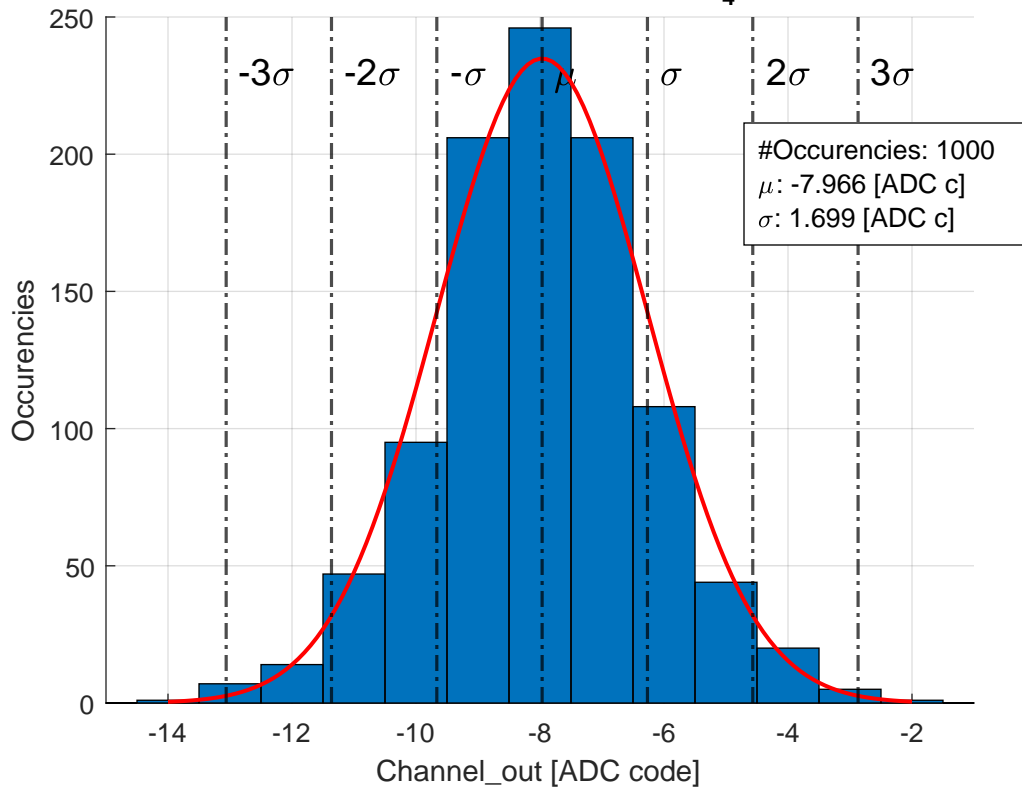 4
250
200
150
100
50
0
Occurencies
-3σ
-2σ
-σ
μ
σ
2σ
3σ
#Occurencies: 1000
μ: -7.966 [ADC c]
σ: 1.699 [ADC c]
-14
-12
-10
-8
-6
-4
-2
Channel_out [ADC code]